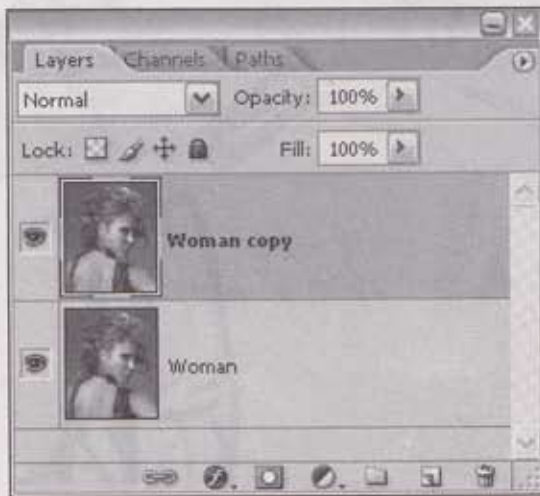 Layers Channels Paths
Normal Opacity: 100%
Lock: Fill: 100%
Woman copy
Woman